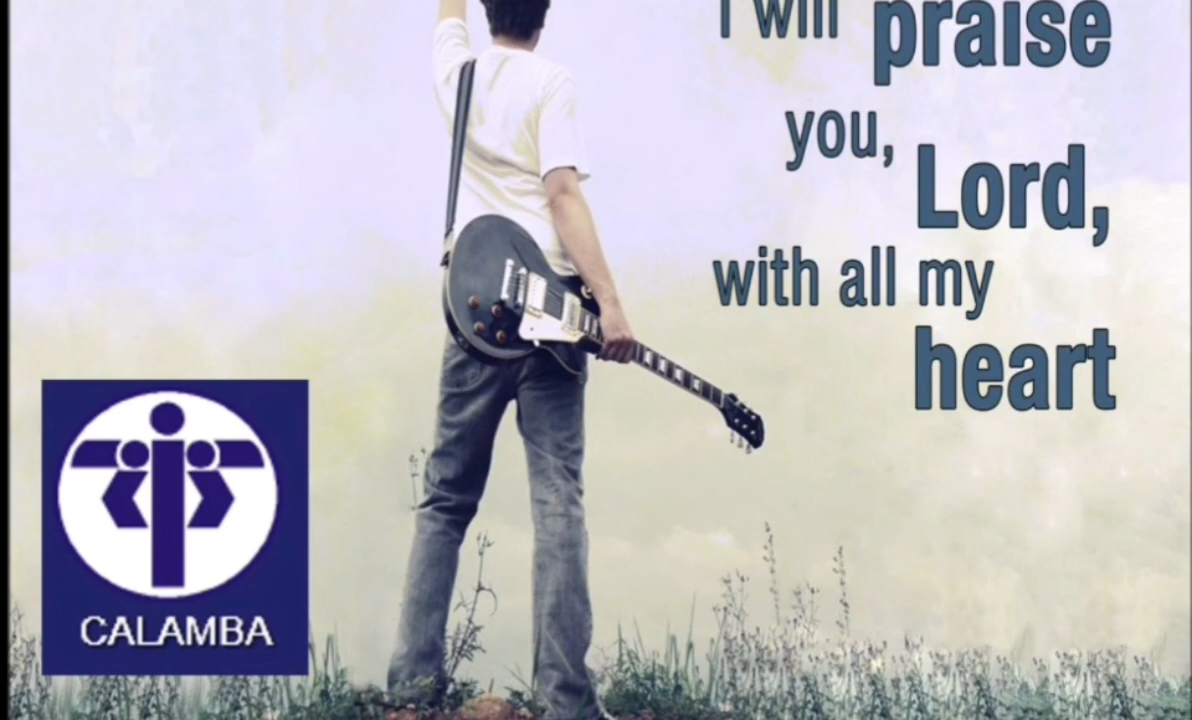 I will praise
you,
Lord,
with all my
heart
CALAMBA